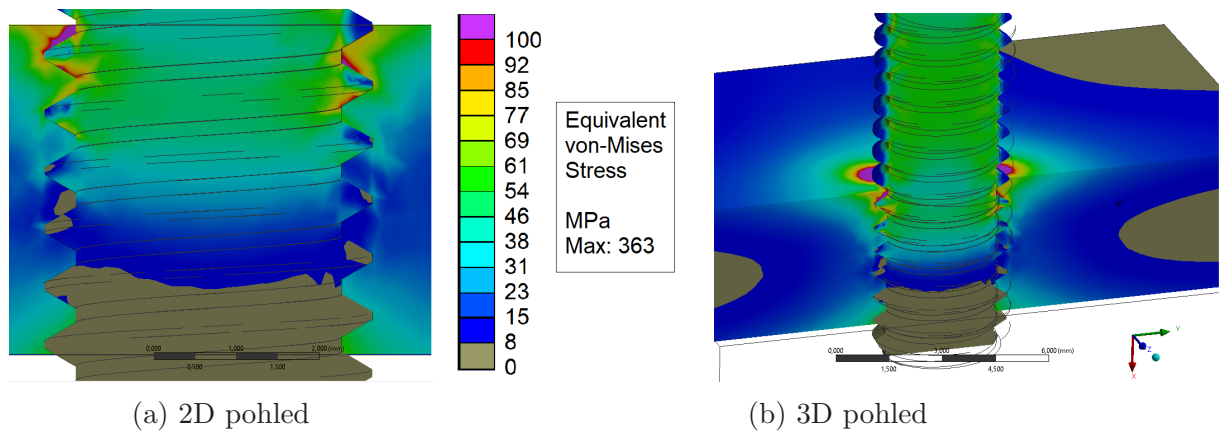 100
92
85
77
69
61
54
46
38
31
23
15
8
0
Equivalent
von-Mises
Stress
MPa
Max: 363
0,000 1,000 2,000 (mm)
0,500 1,500
0,000 3,000 6,000 (mm)
1,500 4,500
Y
Z
X
(a) 2D pohled
(b) 3D pohled